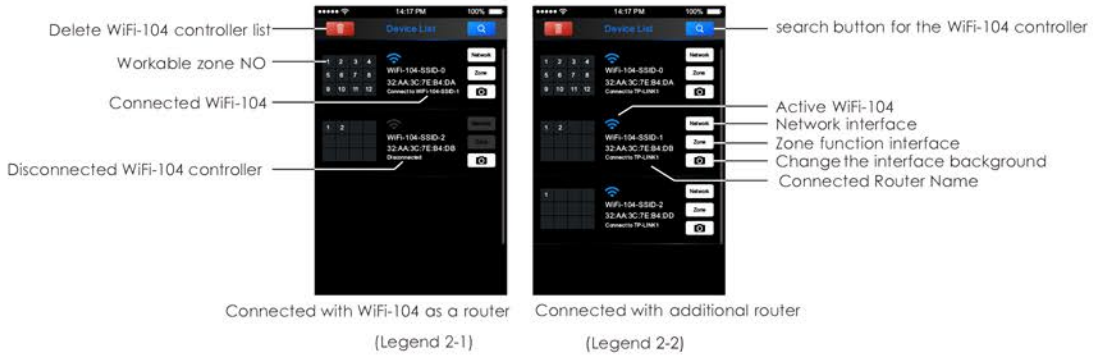 14:17 PM 100%
Device List
1 2 3 4
5 6 7 8
9 10 11 12
WiFi-104-SSID-0
32:AA:3C:7E:B4:DA
Connect to WiFi-104-SSID-1
Network
Zone
1 2
WiFi-104-SSID-2
32:AA:3C:7E:B4:DB
Disconnected
Network
Zone
14:17 PM 100%
Device List
1 2 3 4
5 6 7 8
9 10 11 12
WiFi-104-SSID-0
32:AA:3C:7E:B4:DA
Connect to TP-LINK1
Network
Zone
1 2
WiFi-104-SSID-1
32:AA:3C:7E:B4:DB
Connect to TP-LINK1
Network
Zone
1
WiFi-104-SSID-2
32:AA:3C:7E:B4:DD
Connect to TP-LINK1
Network
Zone
Delete WiFi-104 controller list
Workable zone NO
Connected WiFi-104
Disconnected WiFi-104 controller
search button for the WiFi-104 controller
Active WiFi-104
Network interface
Zone function interface
Change the interface background
Connected Router Name
Connected with WiFi-104 as a router
(Legend 2-1)
Connected with additional router
(Legend 2-2)